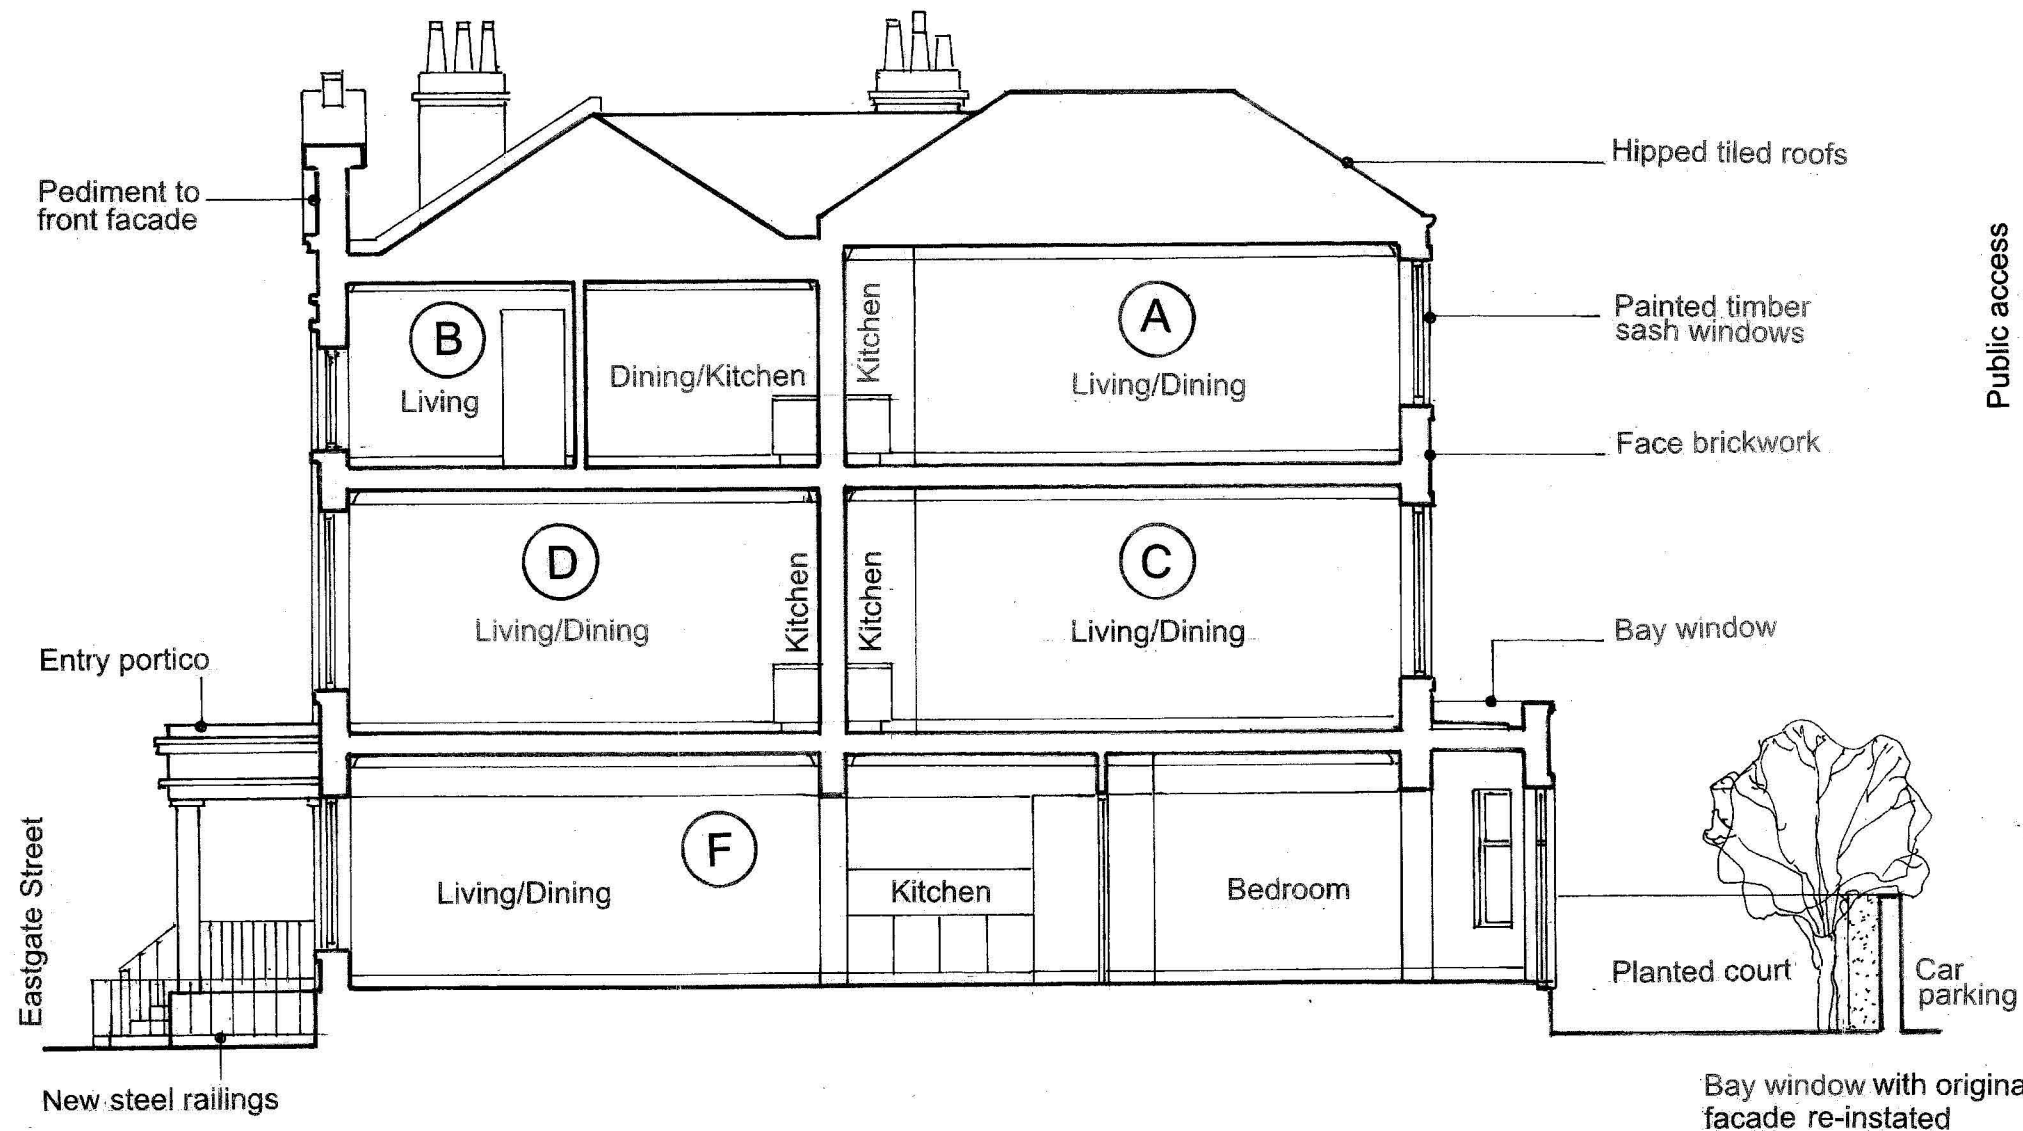 Hipped tiled roofs
Pediment to
front facade
Public access
Painted timber
sash windows
B
Living
Dining/Kitchen
Kitchen
A
Living/Dining
Face brickwork
D
Living/Dining
Kitchen
Kitchen
C
Living/Dining
Bay window
Entry portico
Eastgate Street
F
Living/Dining
Kitchen
Bedroom
Planted court
Car
parking
New steel railings
Bay window with origina
facade re-instated